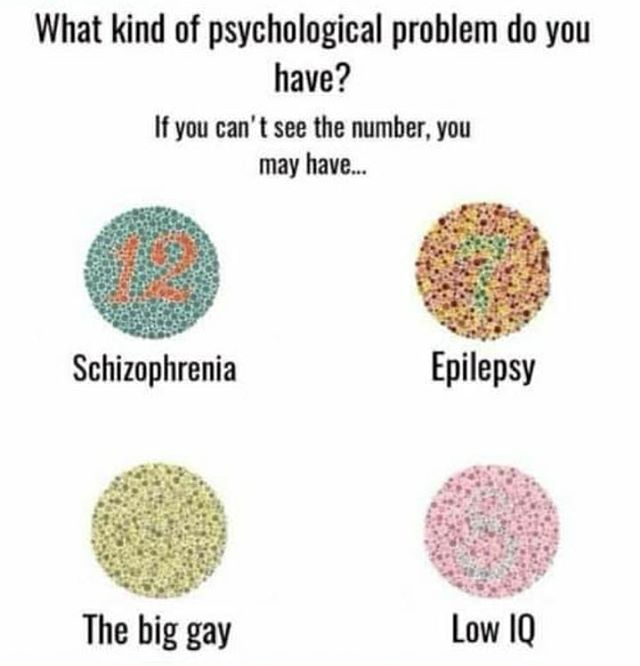 What kind of psychological problem do you
have?
If you can't see the number, you
may have...
12
7
Schizophrenia
Epilepsy
5
The big gay
Low IQ